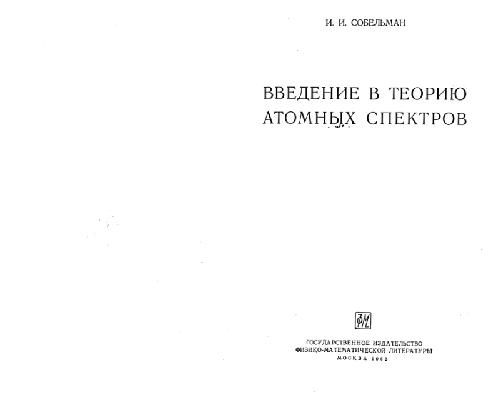 И. И. СОБЕЛЬМАН
ВВЕДЕНИЕ В ТЕОРИЮ
АТОМНЫХ СПЕКТРОВ
ГОСУДАРСТВЕННОЕ ИЗДАТЕЛЬСТВО
ФИЗИКО-МАТЕМАТИЧЕСКОЙ ЛИТЕРАТУРЫ
МОСКВА